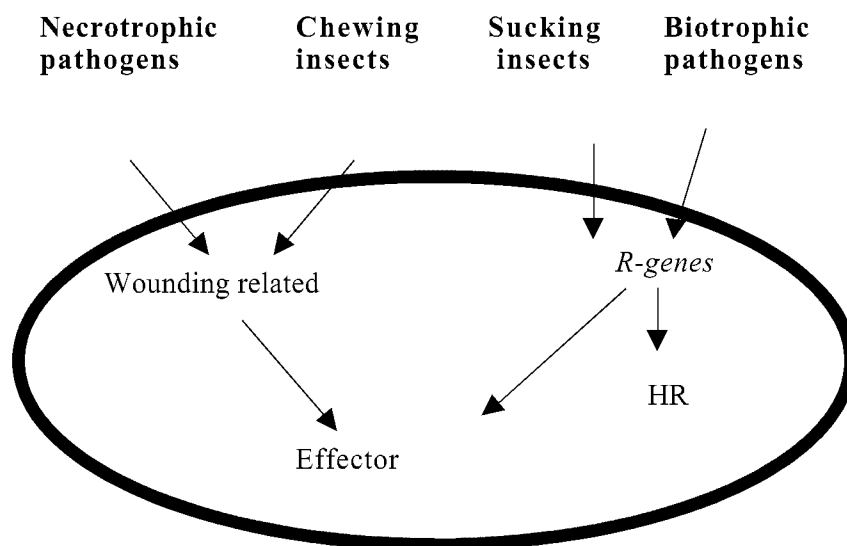 Necrotrophic
pathogens
Chewing
insects
Sucking
insects
Biotrophic
pathogens
Wounding related
R-genes
HR
Effector